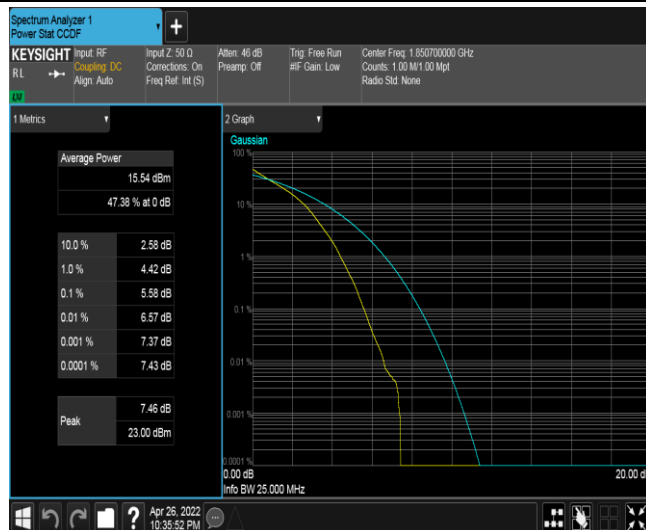 Spectrum Analyzer 1
Power Stat CCDF
+
KEYSIGHT Input: RF Input Z: 50 Ω Atten: 46 dB Trig: Free Run Center Freq: 1.850700000 GHz
RL Coupling: DC Corrections: On Preamp: Off #IF Gain: Low Counts: 1.00 M/1.00 Mpt
Align: Auto Freq Ref: Int (S) Radio Std: None
LXI
1 Metrics
Average Power
15.54 dBm
47.38 % at 0 dB
10.0 % 2.58 dB
1.0 % 4.42 dB
0.1 % 5.58 dB
0.01 % 6.57 dB
0.001 % 7.37 dB
0.0001 % 7.43 dB
Peak 7.46 dB
23.00 dBm
2 Graph
Gaussian
100 %
10 %
1 %
0.1 %
0.01 %
0.001 %
0.0001 %
0.00 dB 20.00 d
Info BW 25.000 MHz
? Apr 26, 2022
10:35:52 PM